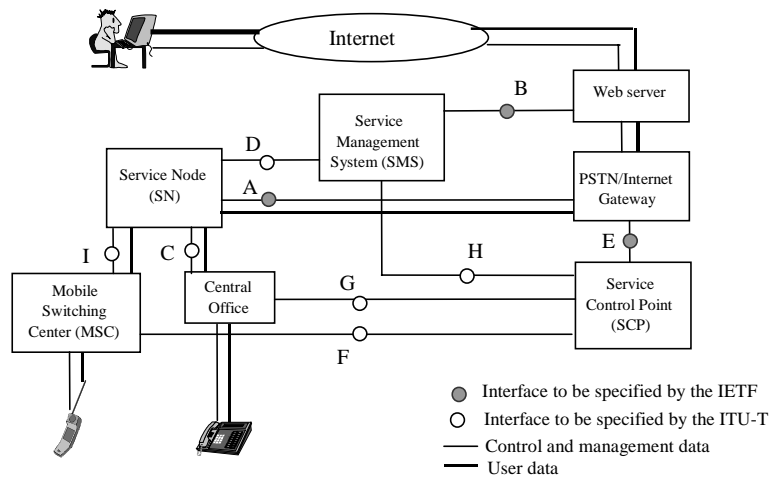 Internet
B
Web server
Service
Management
System (SMS)
D
Service Node
(SN)
A
PSTN/Internet
Gateway
E
I
C
H
Mobile
Switching
Center (MSC)
Central
Office
G
Service
Control Point
(SCP)
F
Interface to be specified by the IETF
Interface to be specified by the ITU-T
Control and management data
User data